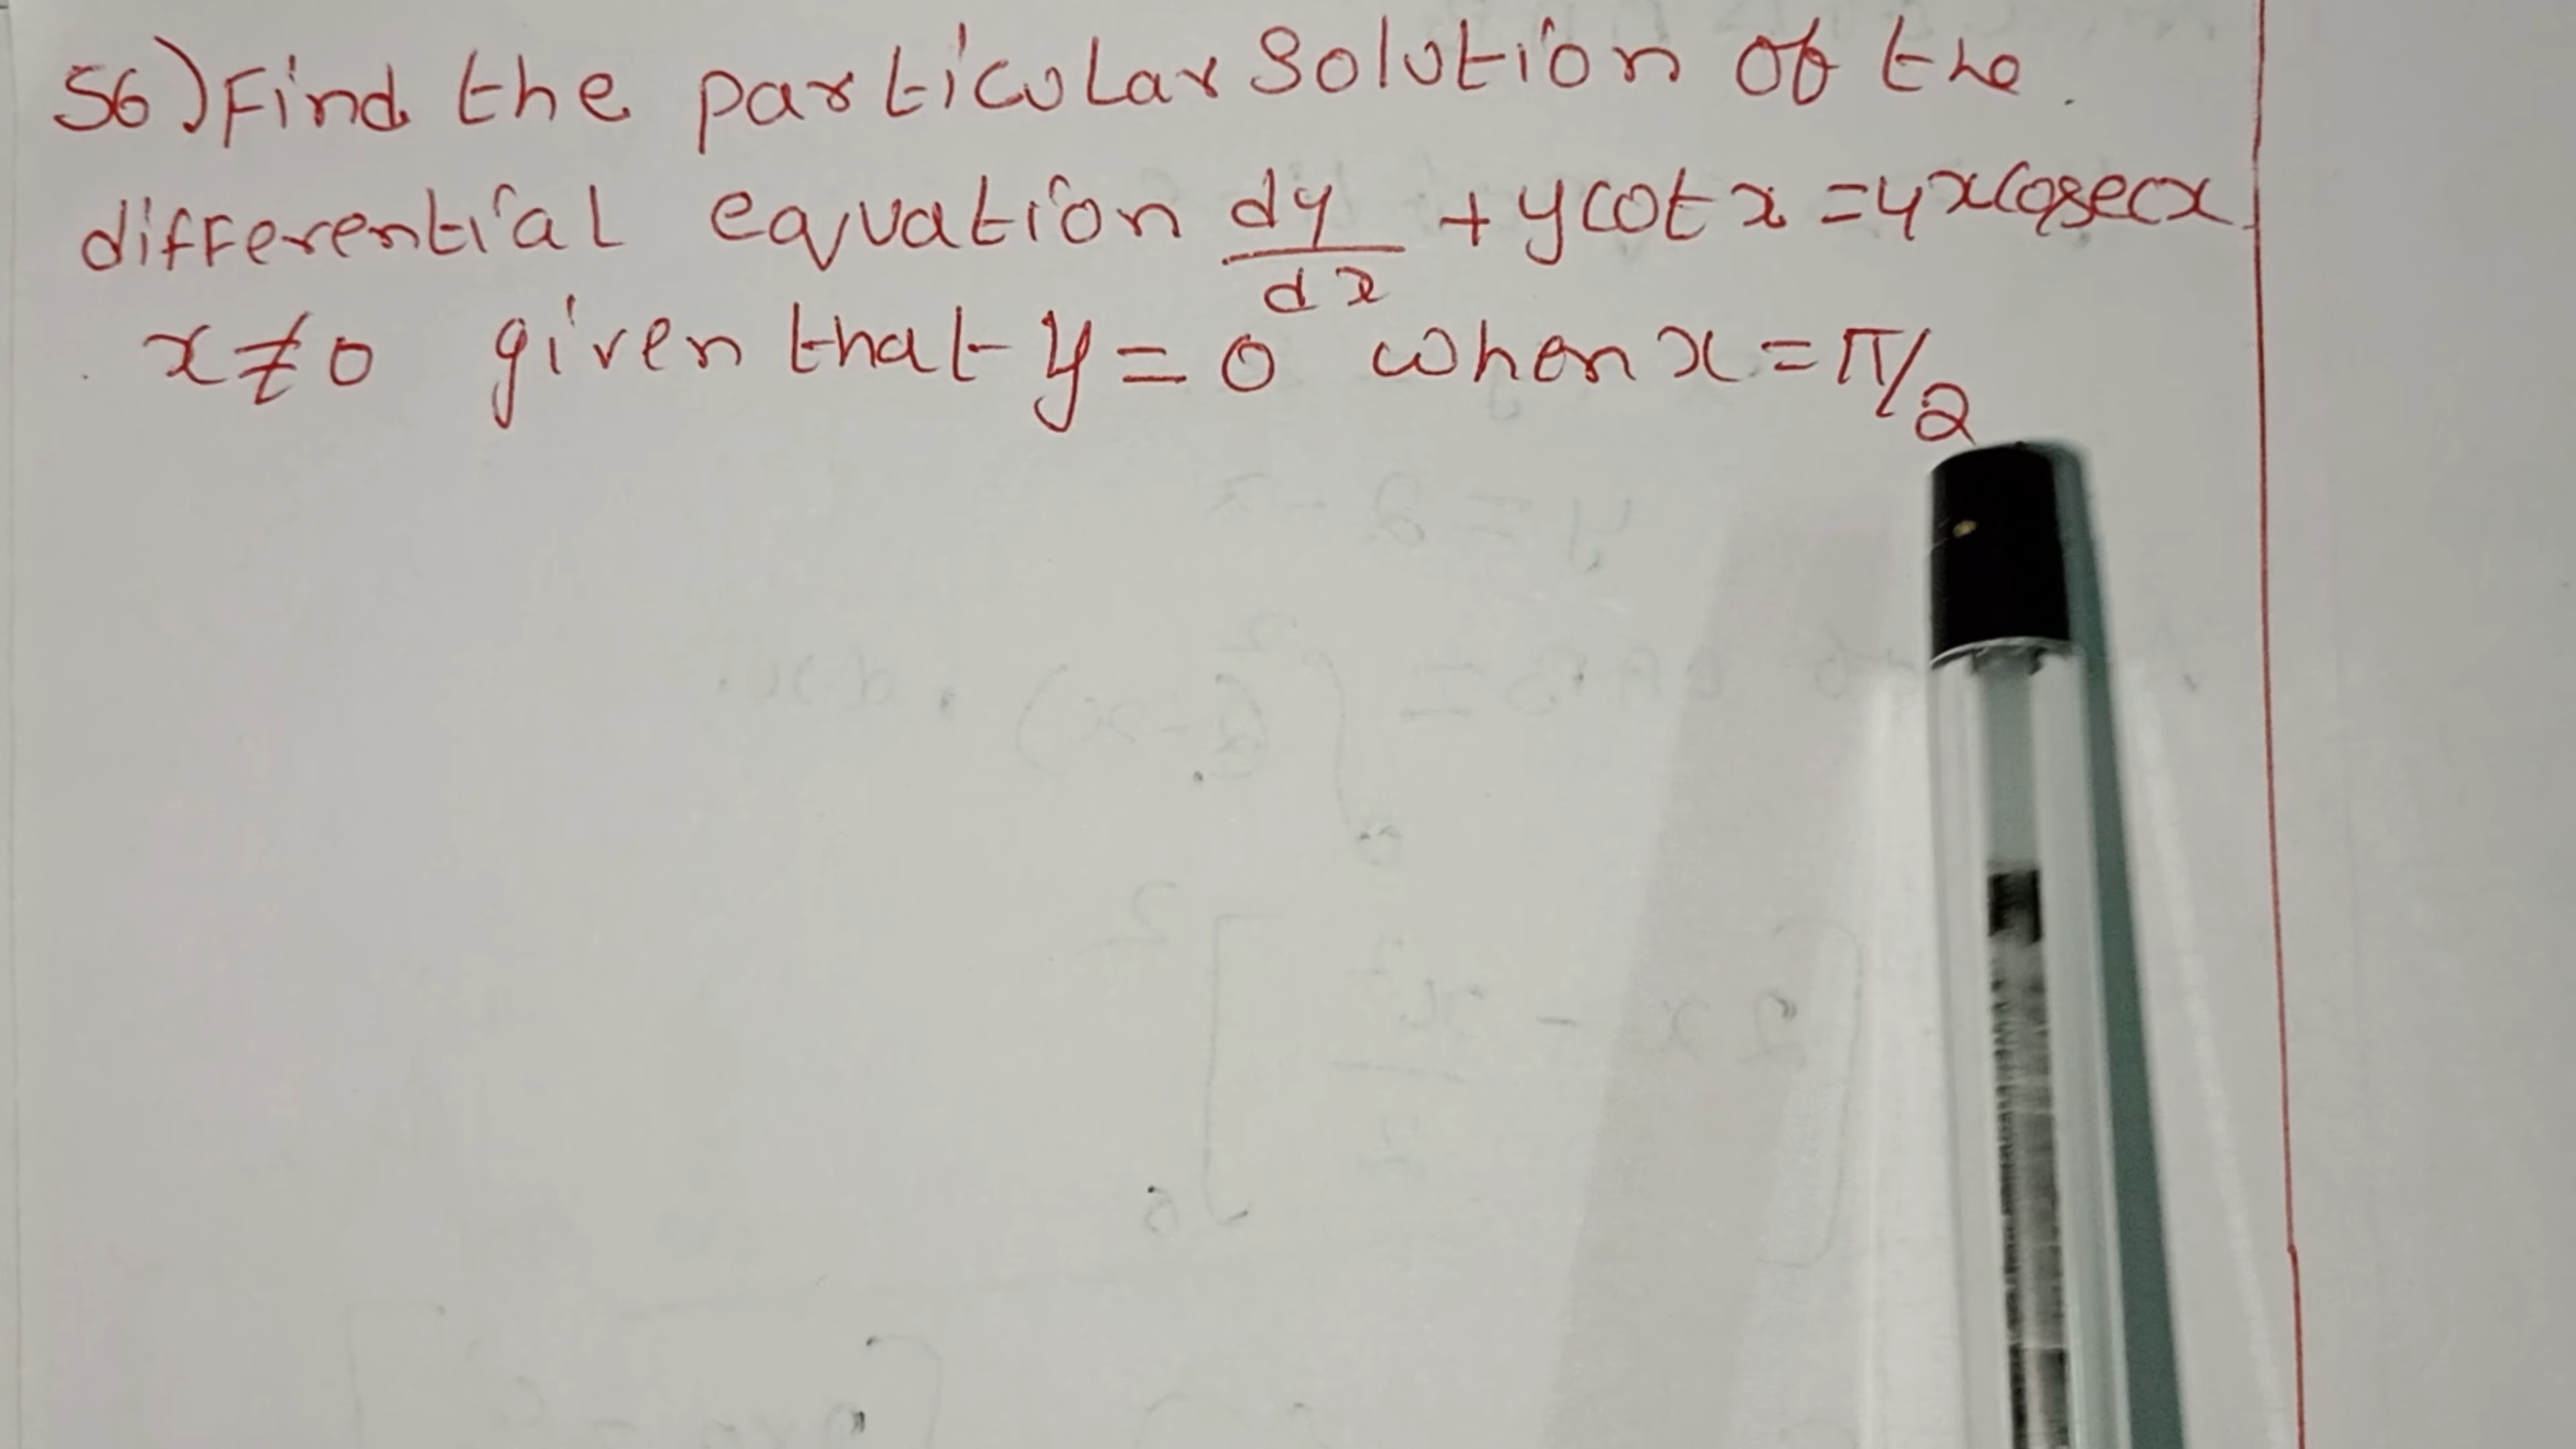 56) Find the particular solution of the
differential equation dy/dx + y cot x = 4x cosec x
x ≠ 0 given that y = 0 when x = π/2